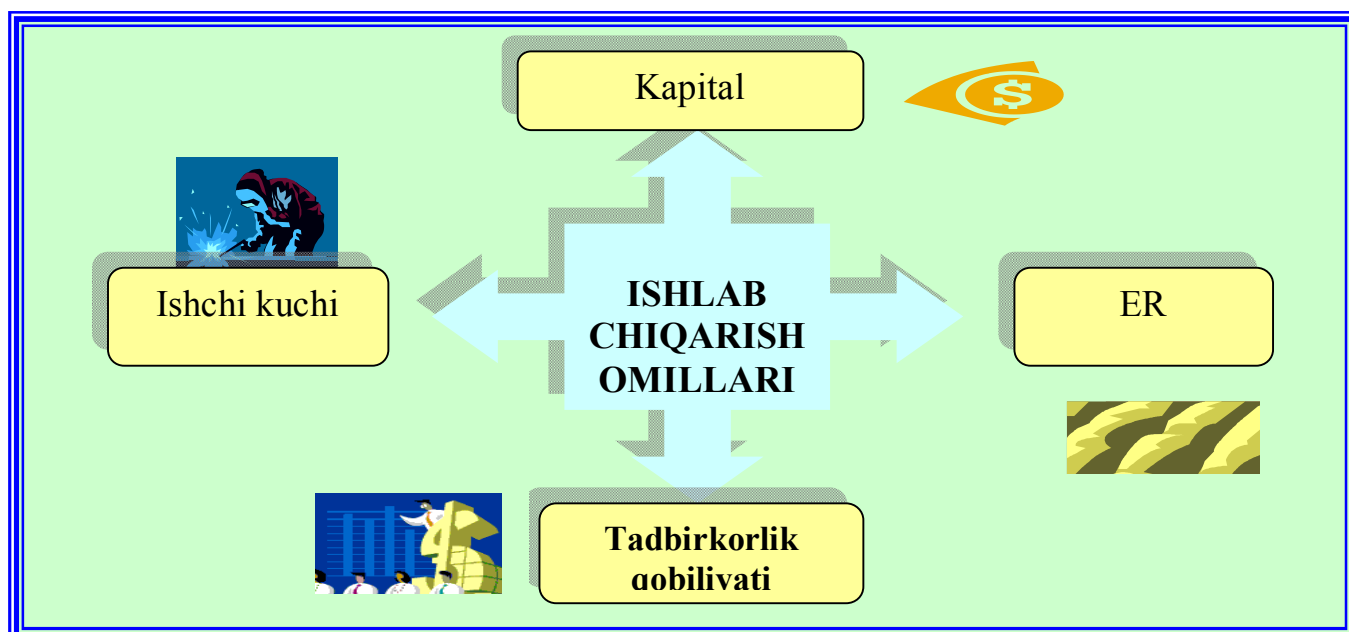 Kapital
Ishchi kuchi
ISHLAB
CHIQARISH
OMILLARI
ER
Tadbirkorlik
qobiliyati
$